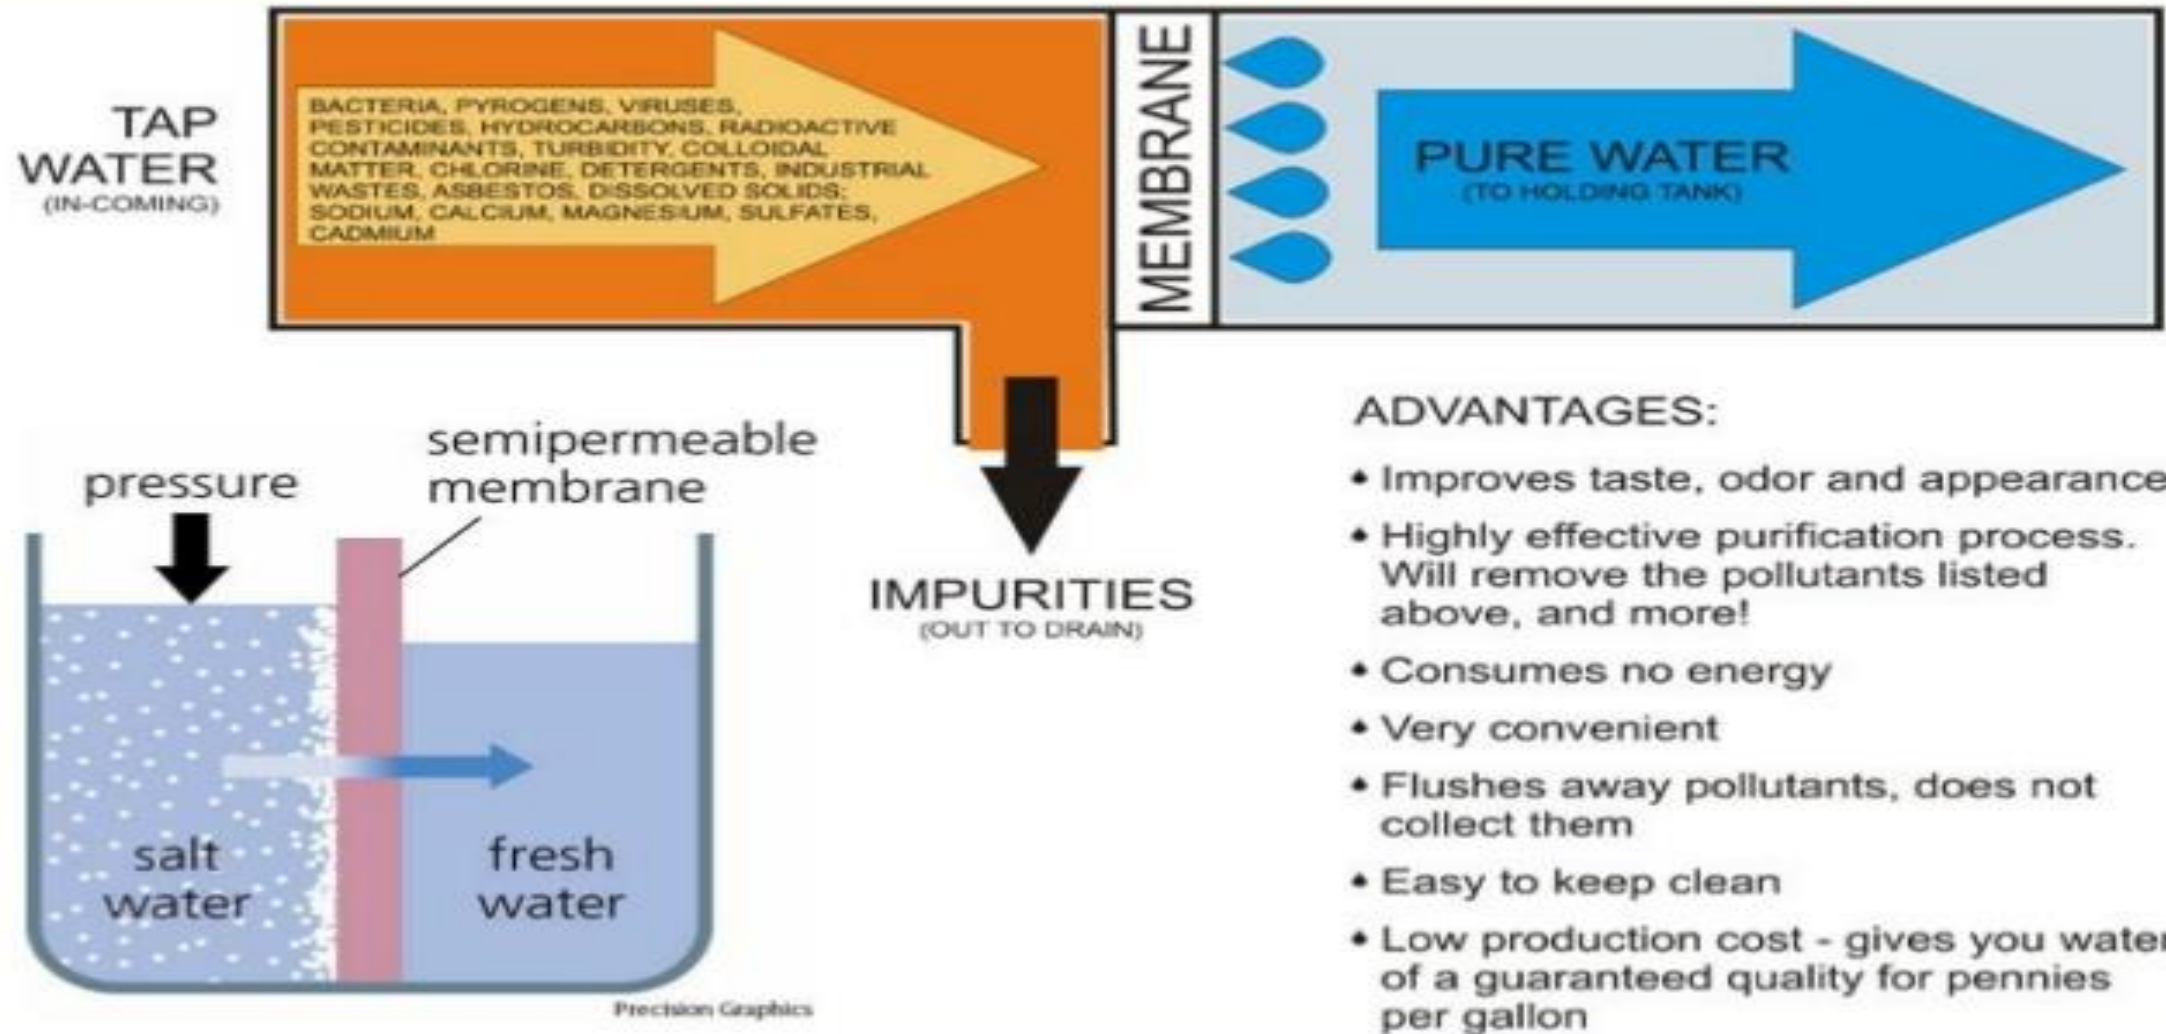 TAP
WATER
(IN-COMING)
BACTERIA, PYROGENS, VIRUSES,
PESTICIDES, HYDROCARBONS, RADIOACTIVE
CONTAMINANTS, TURBIDITY, COLLOIDAL
MATTER, CHLORINE, DETERGENTS, INDUSTRIAL
WASTES, ASBESTOS, DISSOLVED SOLIDS;
SODIUM, CALCIUM, MAGNESIUM, SULFATES,
CADMIUM
MEMBRANE
PURE WATER
(TO HOLDING TANK)
IMPURITIES
(OUT TO DRAIN)
pressure
semipermeable
membrane
salt
water
fresh
water
Precision Graphics
ADVANTAGES:
• Improves taste, odor and appearance
• Highly effective purification process.
Will remove the pollutants listed
above, and more!
• Consumes no energy
• Very convenient
• Flushes away pollutants, does not
collect them
• Easy to keep clean
• Low production cost - gives you water
of a guaranteed quality for pennies
per gallon